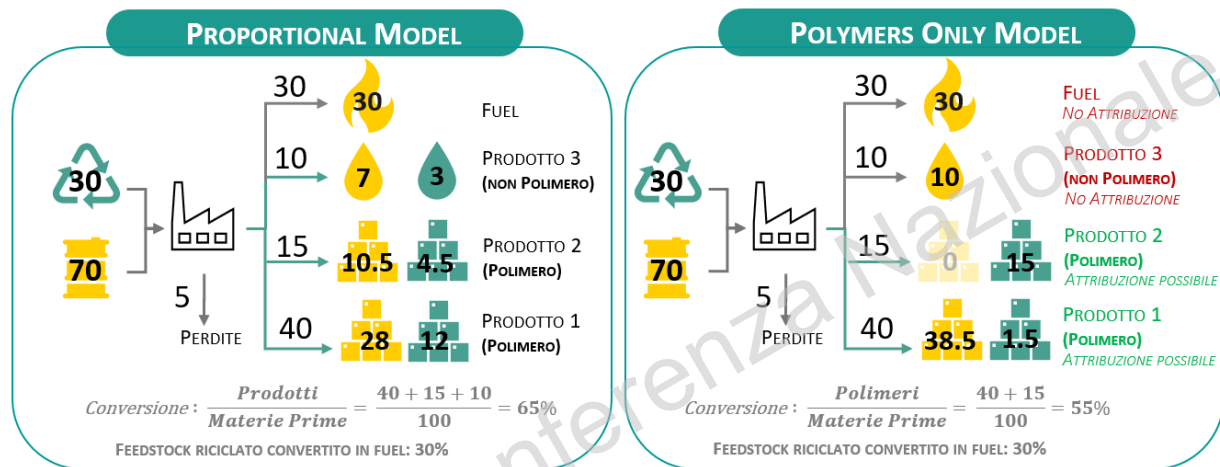 PROPORTIONAL MODEL
30
30
FUEL
10
7
3
PRODOTTO 3
(NON POLIMERO)
30
70
15
10.5
4.5
PRODOTTO 2
(POLIMERO)
5
PERDITE
40
28
12
PRODOTTO 1
(POLIMERO)
Conversione : Prodotti / Materie Prime = 40 + 15 + 10 / 100 = 65%
FEEDSTOCK RICICLATO CONVERTITO IN FUEL: 30%
POLYMERS ONLY MODEL
30
30
FUEL
NO ATTRIBUZIONE
10
10
PRODOTTO 3
(NON POLIMERO)
NO ATTRIBUZIONE
30
70
15
0
15
PRODOTTO 2
(POLIMERO)
ATTRIBUZIONE POSSIBILE
5
PERDITE
40
38.5
1.5
PRODOTTO 1
(POLIMERO)
ATTRIBUZIONE POSSIBILE
Conversione : Polimeri / Materie Prime = 40 + 15 / 100 = 55%
FEEDSTOCK RICICLATO CONVERTITO IN FUEL: 30%
nferenza Nazionale